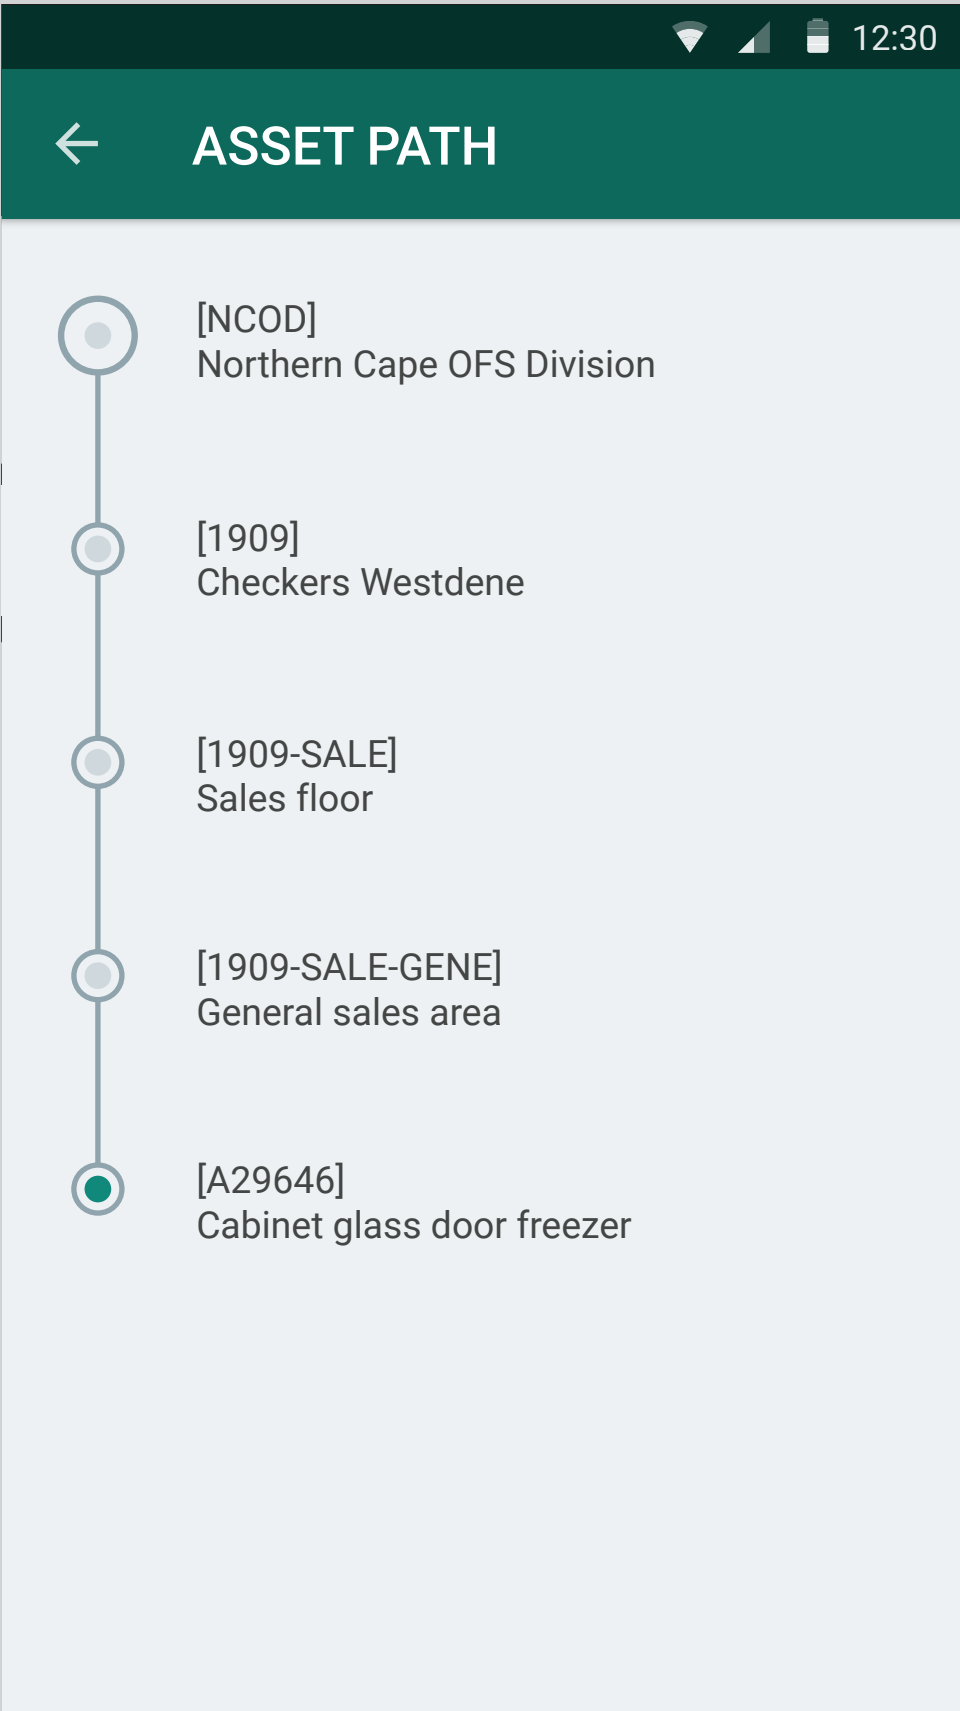 12:30
ASSET PATH
[NCOD]
Northern Cape OFS Division
[1909]
Checkers Westdene
[1909-SALE]
Sales floor
[1909-SALE-GENE]
General sales area
[A29646]
Cabinet glass door freezer